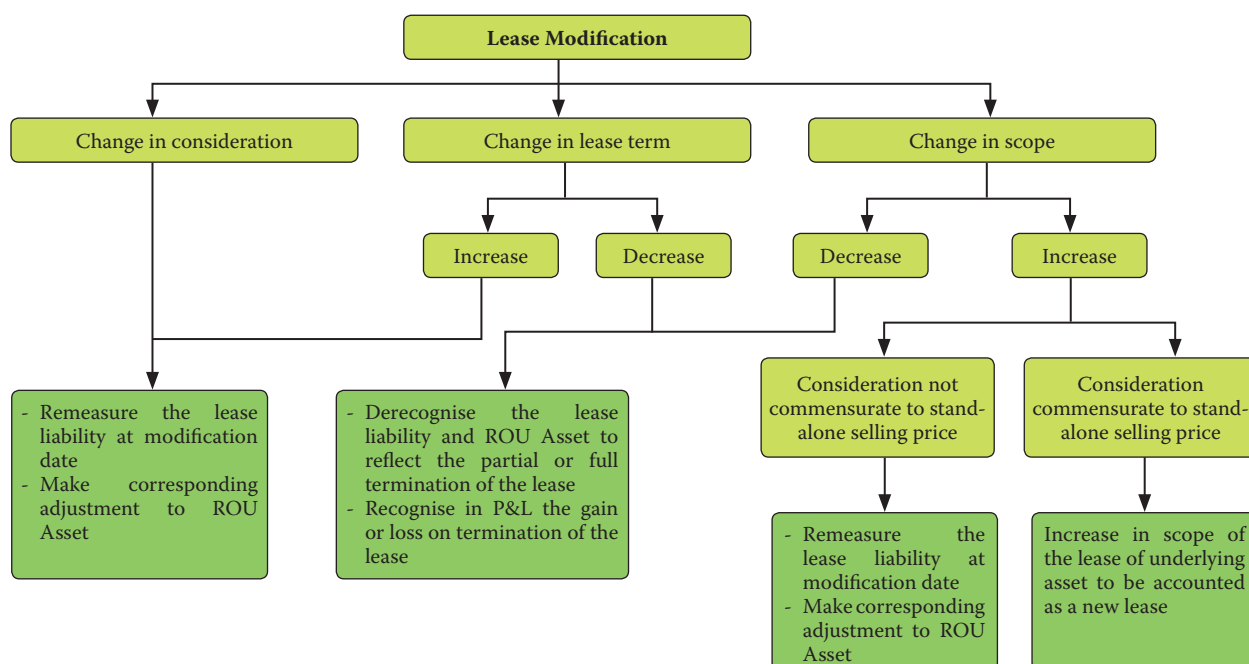 Lease Modification
Change in consideration
Change in lease term
Change in scope
Increase
Decrease
Decrease
Increase
Consideration not
commensurate to stand-
alone selling price
Consideration
commensurate to stand-
alone selling price
- Remeasure the lease
liability at modification
date
- Make corresponding
adjustment to ROU
Asset
- Derecognise the lease
liability and ROU Asset to
reflect the partial or full
termination of the lease
- Recognise in P&L the gain
or loss on termination of the
lease
- Remeasure the
lease liability at
modification date
- Make corresponding
adjustment to ROU
Asset
Increase in scope of
the lease of underlying
asset to be accounted
as a new lease